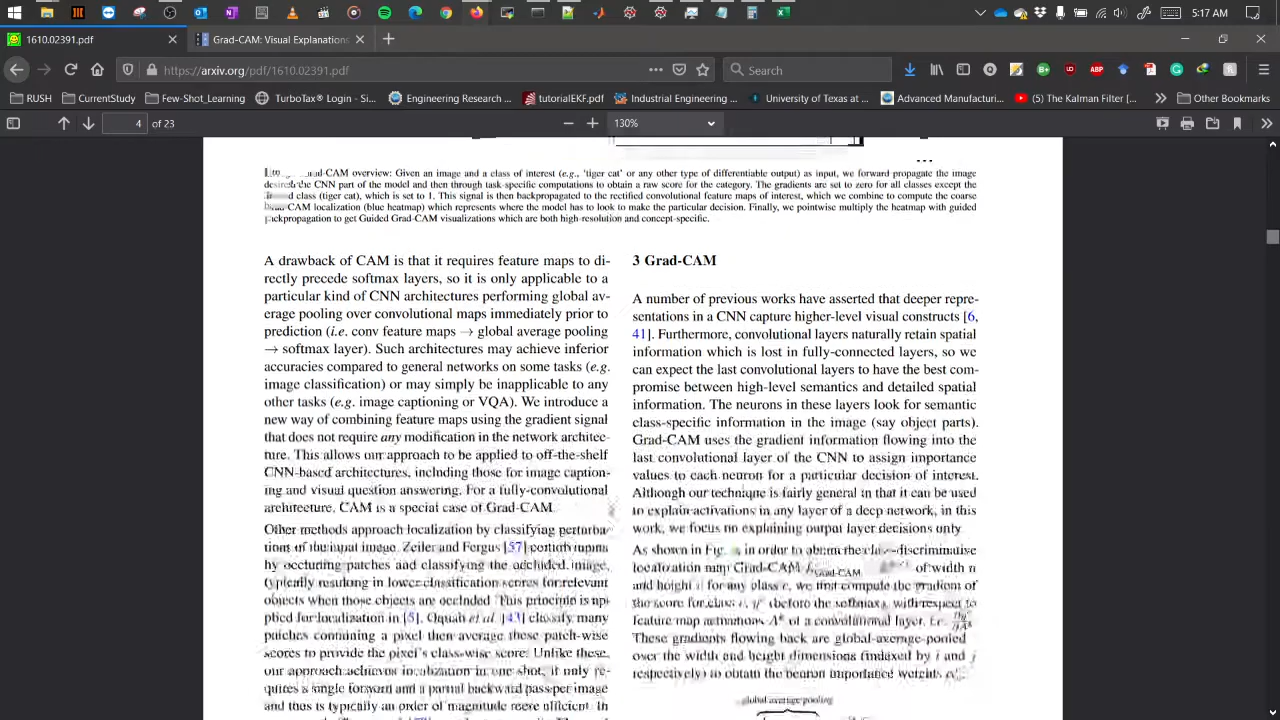 5:17 AM
1610.02391.pdf
Grad-CAM: Visual Explanations
https://arxiv.org/pdf/1610.02391.pdf
Search
RUSH
CurrentStudy
Few-Shot_Learning
TurboTax® Login - Si...
Engineering Research ...
tutorialEKF.pdf
Industrial Engineering ...
University of Texas at ...
Advanced Manufactur...
(5) The Kalman Filter [...
Other Bookmarks
4 of 23
130%
CAM overview: Given an image and a class of interest (e.g., 'tiger cat' or any other type of differentiable output) as input, we forward propagate the image
the CNN part of the model and then through task-specific computations to obtain a raw score for the category. The gradients are set to zero for all classes except the
class (tiger cat), which is set to 1. This signal is then backpropagated to the rectified convolutional feature maps of interest, which we combine to compute the coarse
CAM localization (blue heatmap) which represents where the model has to look to make the particular decision. Finally, we pointwise multiply the heatmap with guided
backpropagation to get Guided Grad-CAM visualizations which are both high-resolution and concept-specific.
A drawback of CAM is that it requires feature maps to di-
rectly precede softmax layers, so it is only applicable to a
particular kind of CNN architectures performing global av-
erage pooling over convolutional maps immediately prior to
prediction (i.e. conv feature maps → global average pooling
→ softmax layer). Such architectures may achieve inferior
accuracies compared to general networks on some tasks (e.g.
image classification) or may simply be inapplicable to any
other tasks (e.g. image captioning or VQA). We introduce a
new way of combining feature maps using the gradient signal
that does not require any modification in the network architec-
ture. This allows our approach to be applied to off-the-shelf
CNN-based architectures, including those for image caption-
ing and visual question answering. For a fully-convolutional
architecture, CAM is a special case of Grad-CAM.
Other methods approach localization by classifying perturba-
tions of the input image. Zeiler and Fergus [57] perturb inputs
by occluding patches and classifying the occluded image,
typically resulting in lower classification scores for relevant
objects when those objects are occluded. This principle is ap-
plied for localization in [5]. Oquab et al. [43] classify many
patches containing a pixel then average these patch-wise
scores to provide the pixel's class-wise score. Unlike these,
our approach achieves localization in one shot; it only re-
quires a single forward and a partial backward pass per image
and thus is typically an order of magnitude more efficient. In
3 Grad-CAM
A number of previous works have asserted that deeper repre-
sentations in a CNN capture higher-level visual constructs [6,
41]. Furthermore, convolutional layers naturally retain spatial
information which is lost in fully-connected layers, so we
can expect the last convolutional layers to have the best com-
promise between high-level semantics and detailed spatial
information. The neurons in these layers look for semantic
class-specific information in the image (say object parts).
Grad-CAM uses the gradient information flowing into the
last convolutional layer of the CNN to assign importance
values to each neuron for a particular decision of interest.
Although our technique is fairly general in that it can be used
to explain activations in any layer of a deep network, in this
work, we focus on explaining output layer decisions only.
As shown in Fig. in order to obtain the class-discriminative
localization map Grad-CAM of width u
and height for any class c, we first compute the gradient of
the score for class c, (before the softmax), with respect to
feature map activations of a convolutional layer, i.e.
These gradients flowing back are global-average-pooled
over the width and height dimensions (indexed by i and j
respectively) to obtain the neuron importance weights
global average pooling